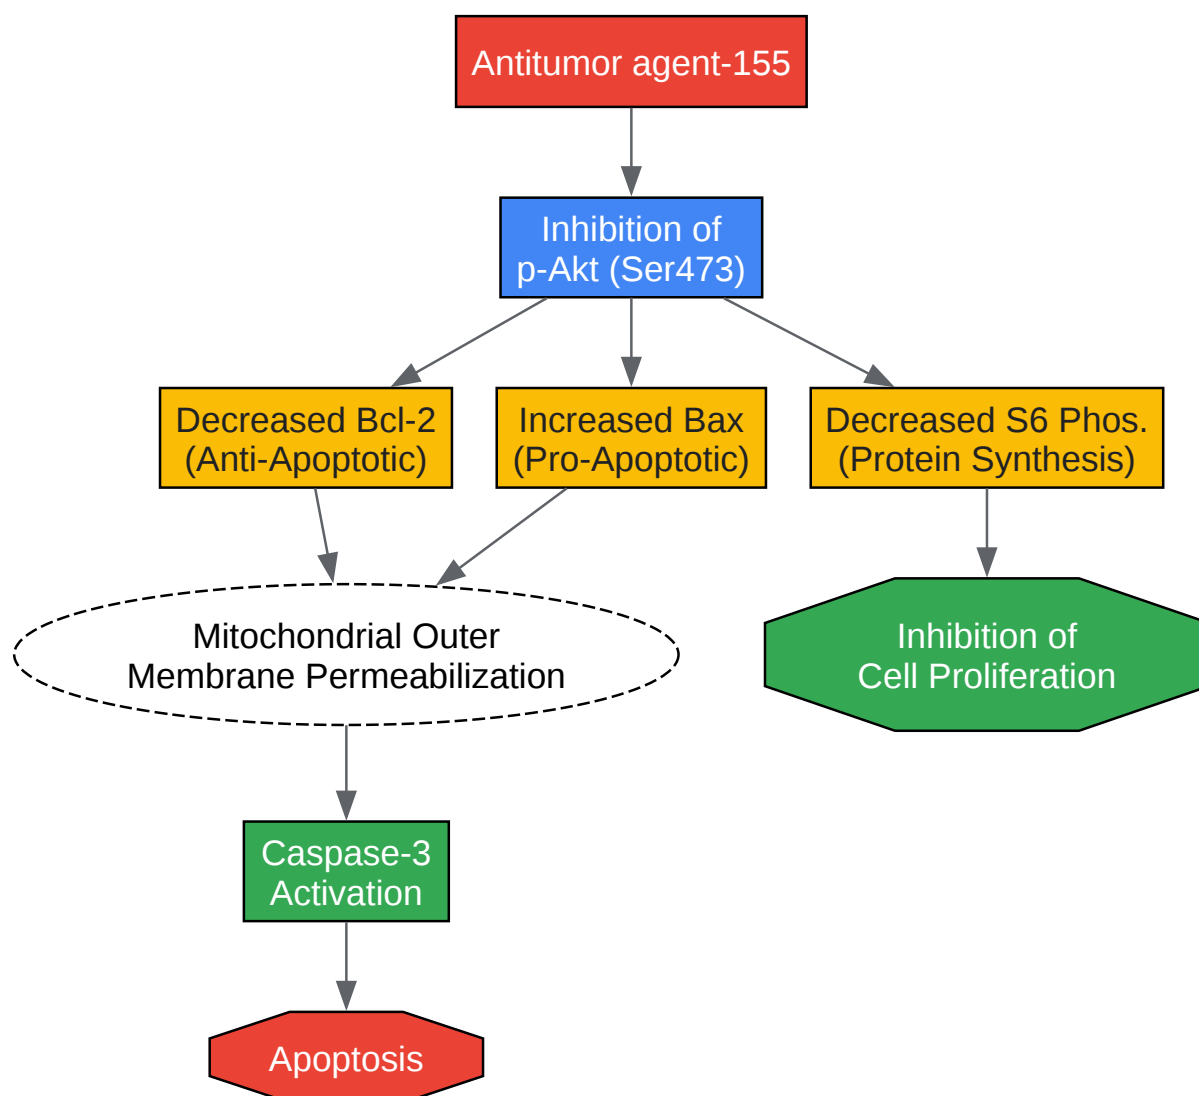 Antitumor agent-155
Inhibition of
p-Akt (Ser473)
Decreased Bcl-2
(Anti-Apoptotic)
Increased Bax
(Pro-Apoptotic)
Decreased S6 Phos.
(Protein Synthesis)
Mitochondrial Outer
Membrane Permeabilization
Inhibition of
Cell Proliferation
Caspase-3
Activation
Apoptosis